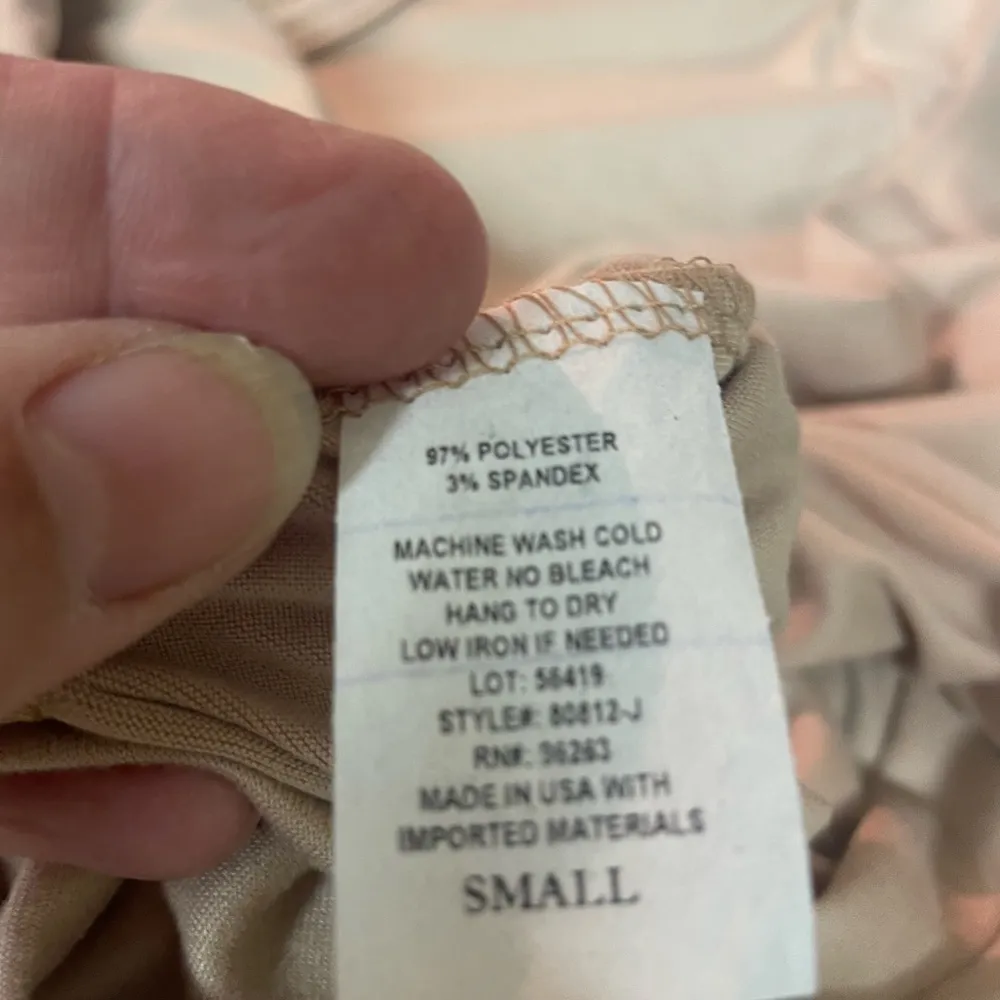 97% POLYESTER
3% SPANDEX
MACHINE WASH COLD
WATER NO BLEACH
HANG TO DRY
LOW IRON IF NEEDED
LOT: 56419
STYLE#: 80812-J
RN#: 36263
MADE IN USA WITH
IMPORTED MATERIALS
SMALL